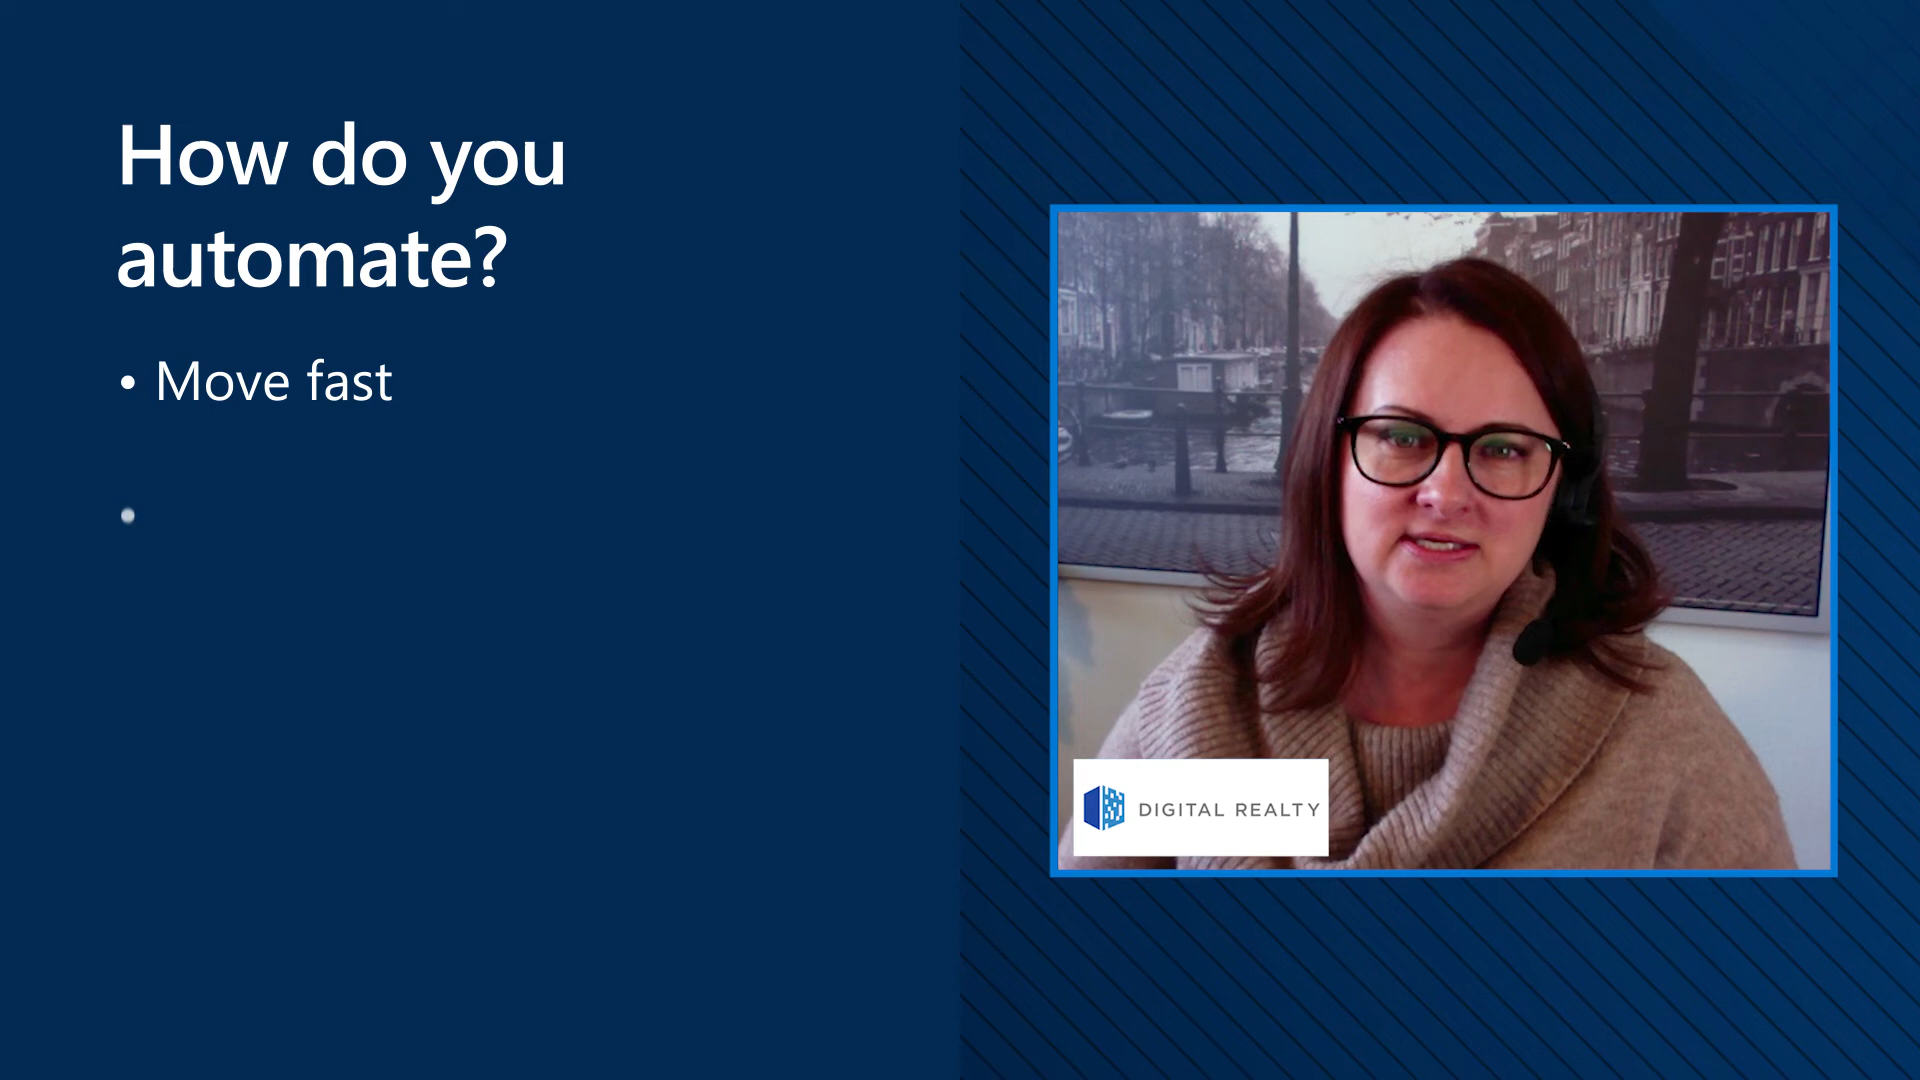 How do you
automate?
• Move fast
•
DIGITAL REALTY